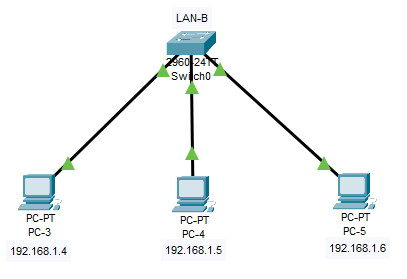 LAN-B
2960-24TT
Switch0
PC-PT
PC-3
192.168.1.4
PC-PT
PC-4
192.168.1.5
PC-PT
PC-5
192.168.1.6